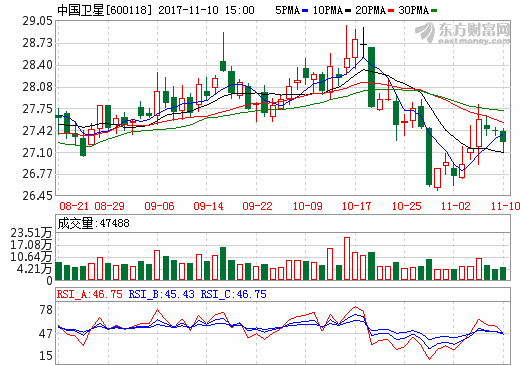 中国卫星[600118] 2017-11-10 15:00 5PMA 10PMA 20PMA 30PMA
东方财富网
eastmoney.com
29.05
28.73
28.40
28.08
27.75
27.42
27.10
26.77
26.45
08-21 08-29 09-06 09-14 09-22 10-09 10-17 10-25 11-02 11-10
成交量:47488
23.51万
17.08万
10.64万
4.21万
0
RSI_A:46.75 RSI_B:45.43 RSI_C:46.75
78
47
15